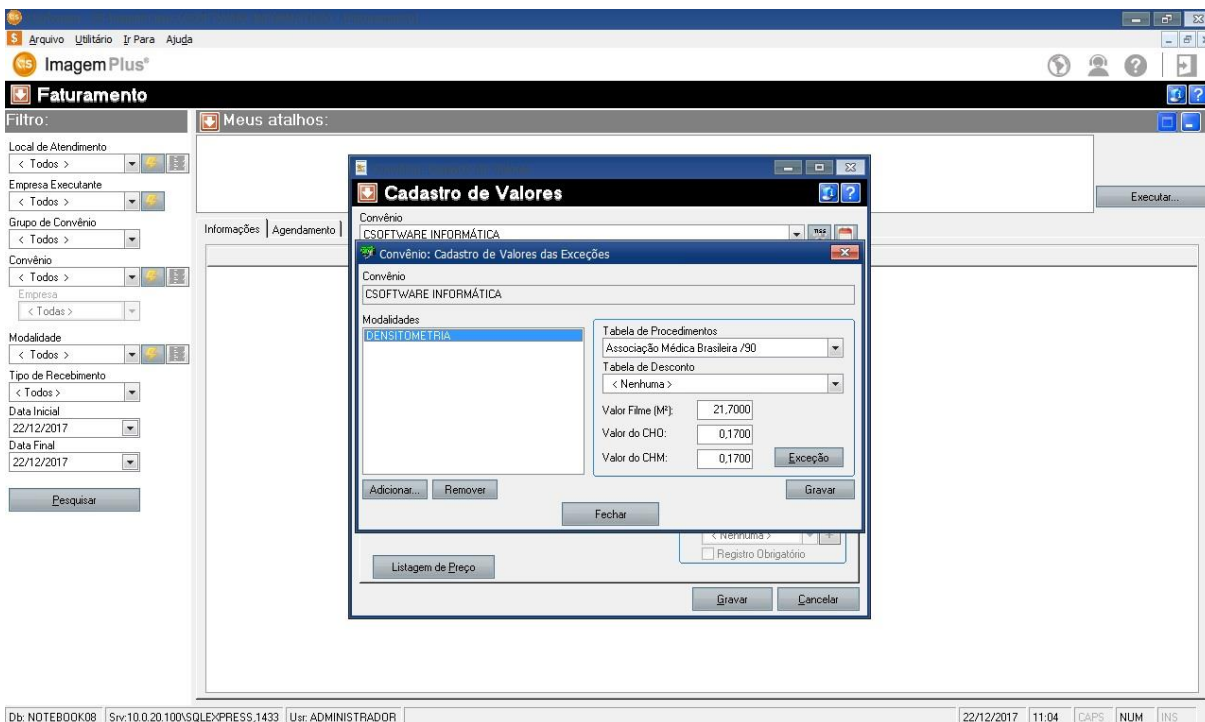 Arquivo Utilitário Ir Para Ajuda
ImagemPlus®
Faturamento
Filtro:
Meus atalhos:
Local de Atendimento
< Todos >
Empresa Executante
< Todos >
Grupo de Convênio
< Todos >
Convênio
< Todos >
Empresa
< Todas >
Modalidade
< Todos >
Tipo de Recebimento
< Todos >
Data Inicial
22/12/2017
Data Final
22/12/2017
Pesquisar
Executar...
Informações Agendamento
Cadastro de Valores
Convênio
CSOFTWARE INFORMÁTICA
Convênio: Cadastro de Valores das Exceções
Convênio
CSOFTWARE INFORMÁTICA
Modalidades
DENSITOMETRIA
Tabela de Procedimentos
Associação Médica Brasileira /90
Tabela de Desconto
< Nenhuma >
Valor Filme (M²): 21,7000
Valor do CHO: 0,1700
Valor do CHM: 0,1700
Exceção
Adicionar... Remover
Gravar
Fechar
< Nenhuma >
Registro Obrigatório
Listagem de Preço
Gravar Cancelar
Db: NOTEBOOK08 Srv:10.0.20.100\SQLEXPRESS,1433 Usr: ADMINISTRADOR 22/12/2017 11:04 CAPS NUM INS